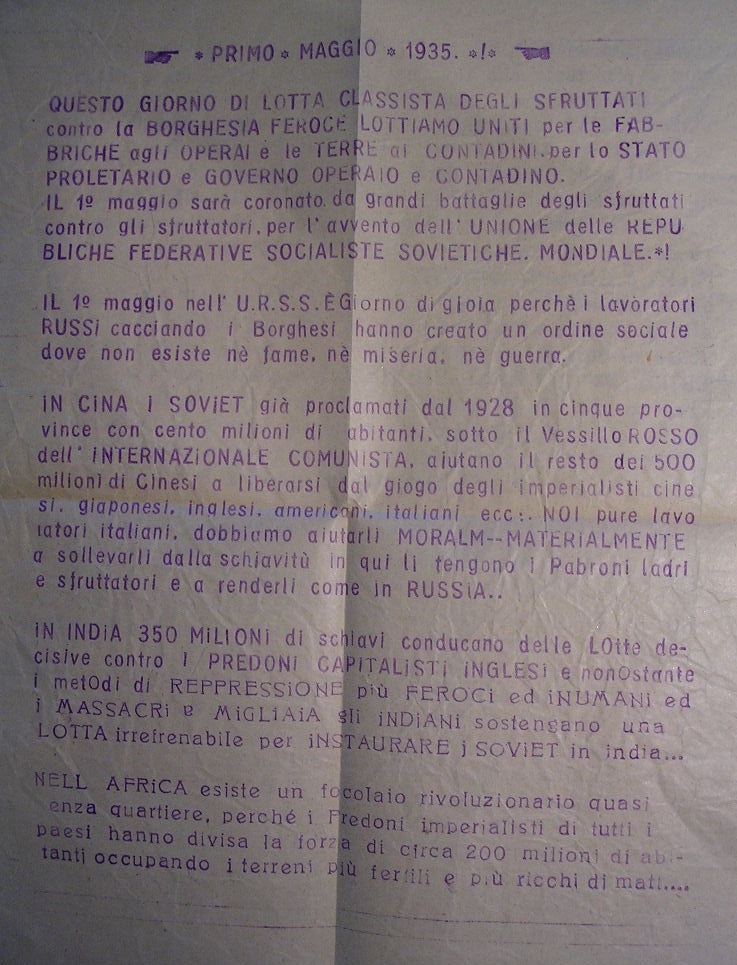 ☛ * PRIMO * MAGGIO * 1935. *!* ☚
QUESTO GIORNO DI LOTTA CLASSISTA DEGLI SFRUTTATI
contro la BORGHESIA FEROCE LOTTIAMO UNITI per le FAB-
BRICHE agli OPERAI e le TERRE ai CONTADINI.per lo STATO
PROLETARIO e GOVERNO OPERAIO e CONTADINO.
IL 1º maggio sarà coronato da grandi battaglie degli sfruttati
contro gli sfruttatori.per l'avvento dell'UNIONE delle REPU
BLICHE FEDERATIVE SOCIALISTE SOVIETICHE. MONDIALE.*!
IL 1º maggio nell' U.R.S.S.ÈGiorno di gioia perchè i lavoratori
RUSSi cacciando i Borghesi hanno creato un ordine sociale
dove non esiste nè fame. nè miseria. nè guerra.
iN CiNA i SOViET già proclamati dal 1928 in cinque pro-
vince con cento milioni di abitanti. sotto il Vessillo ROSSO
dell' iNTERNAZiONALE COMUNiSTA. aiutano il resto dei 500
milioni di Cinesi a liberarsi dal giogo degli imperialisti cine
si. giaponesi. inglesi. americani. italiani ecc:. NOI pure lavo
ratori italiani. dobbiamo aiutarli MORALM--MATERiALMENTE
a sollevarli dalla schiavitù in qui li tengono i Pabroni ladri
e sfruttatori e a renderli come in RUSSiA..
iN INDiA 350 MiLiONi di schiavi conducano delle LOtte de-
cisive contro I PREDONi CAPiTALiSTi iNGLESi e nonOstante
i metOdi di REPPRESSiONE più FEROCi ed iNUMANi ed
i MASSACRi a MiGLiAiA gli iNDiANi sostengano una
LOTTA irrefrenabile per iNSTAURARE j SOViET in india...
NELL AFRiCA esiste un focolaio rivoluzionario quasi
enza quartiere, perché i Fredoni imperialisti di tutti i
paesi hanno divisa la forza di circa 200 milioni di abi-
tanti occupando i terreni più fertili e più ricchi di mati....